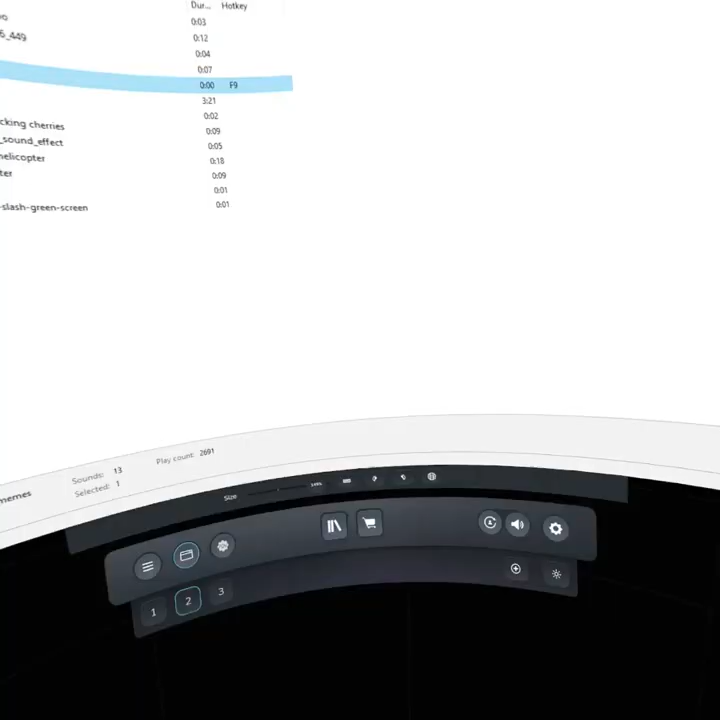 Dur... Hotkey
0:03
5_449 0:12
0:04
0:07
0:00 F9
3:21
0:02
cking cherries 0:09
_sound_effect 0:05
helicopter 0:18
ter 0:09
0:01
-slash-green-screen 0:01
memes Sounds: 13 Play count: 2691
Selected: 1
Size
1 2 3